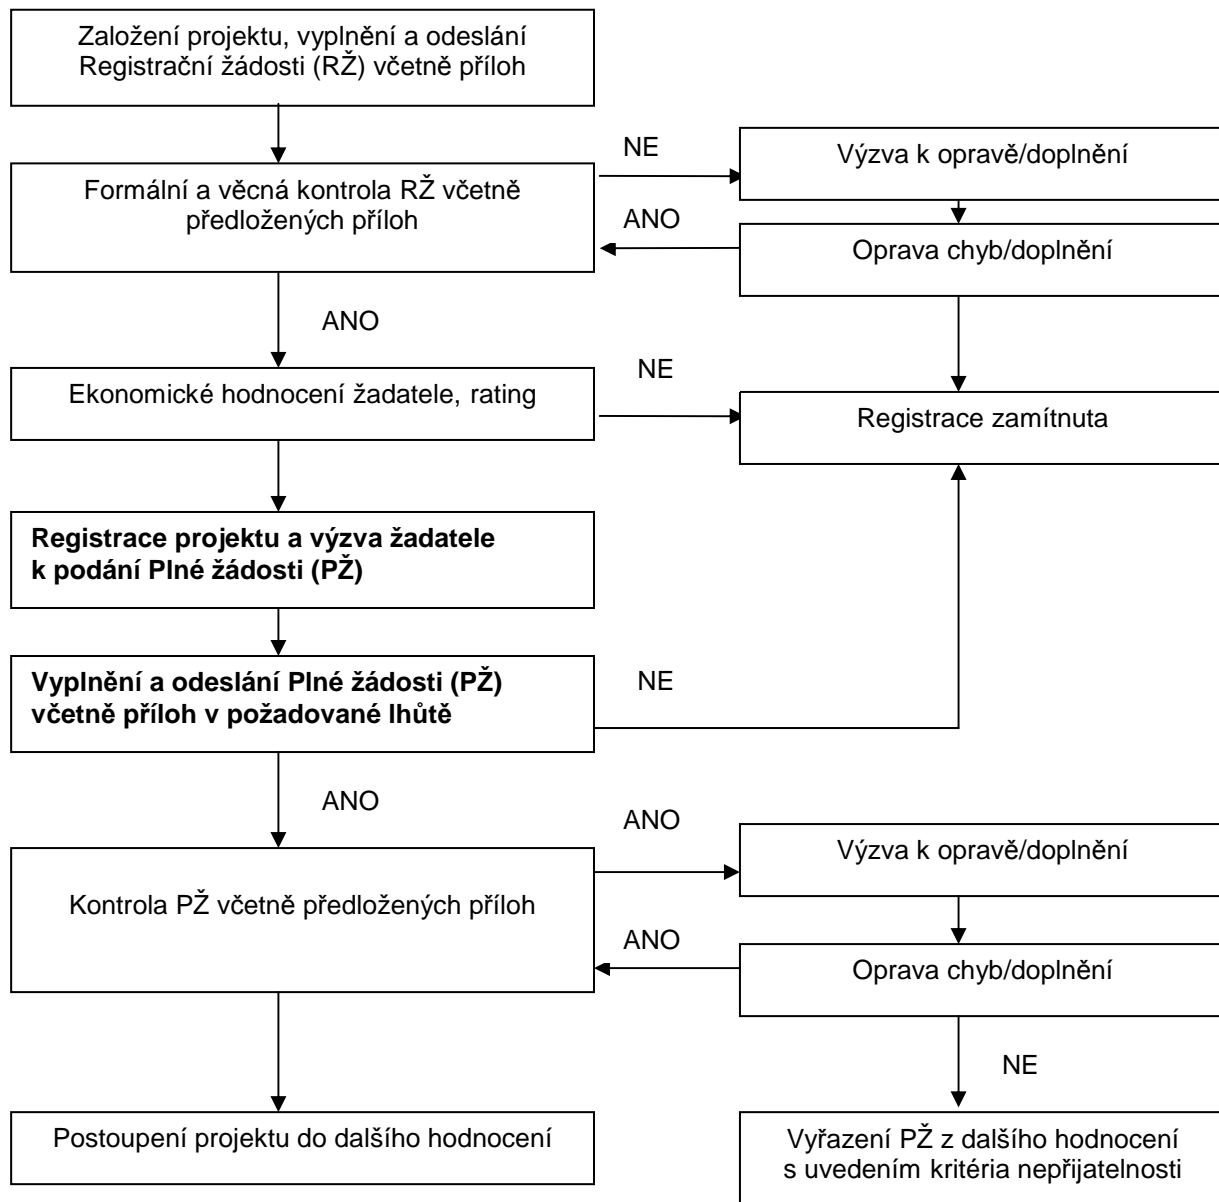 Založení projektu, vyplnění a odeslání
Registrační žádosti (RŽ) včetně příloh
NE
Výzva k opravě/doplnění
Formální a věcná kontrola RŽ včetně
předložených příloh
ANO
Oprava chyb/doplnění
ANO
Ekonomické hodnocení žadatele, rating
NE
Registrace zamítnuta
Registrace projektu a výzva žadatele
k podání Plné žádosti (PŽ)
Vyplnění a odeslání Plné žádosti (PŽ)
včetně příloh v požadované lhůtě
NE
ANO
ANO
Výzva k opravě/doplnění
Kontrola PŽ včetně předložených příloh
ANO
Oprava chyb/doplnění
NE
Postoupení projektu do dalšího hodnocení
Vyřazení PŽ z dalšího hodnocení
s uvedením kritéria nepřijatelnosti